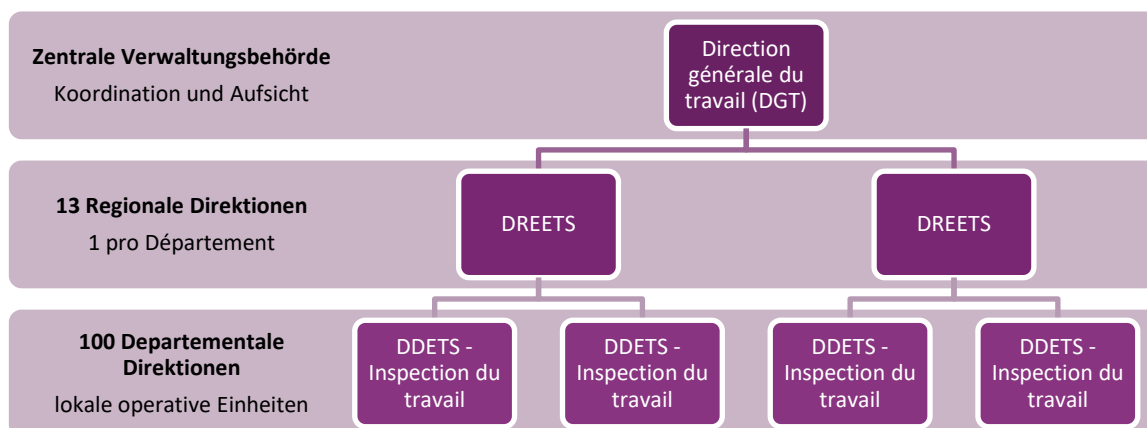 Zentrale Verwaltungsbehörde
Koordination und Aufsicht
Direction
générale du
travail (DGT)
13 Regionale Direktionen
1 pro Département
DREETS
DREETS
100 Departementale
Direktionen
lokale operative Einheiten
DDETS -
Inspection du
travail
DDETS -
Inspection du
travail
DDETS -
Inspection du
travail
DDETS -
Inspection du
travail